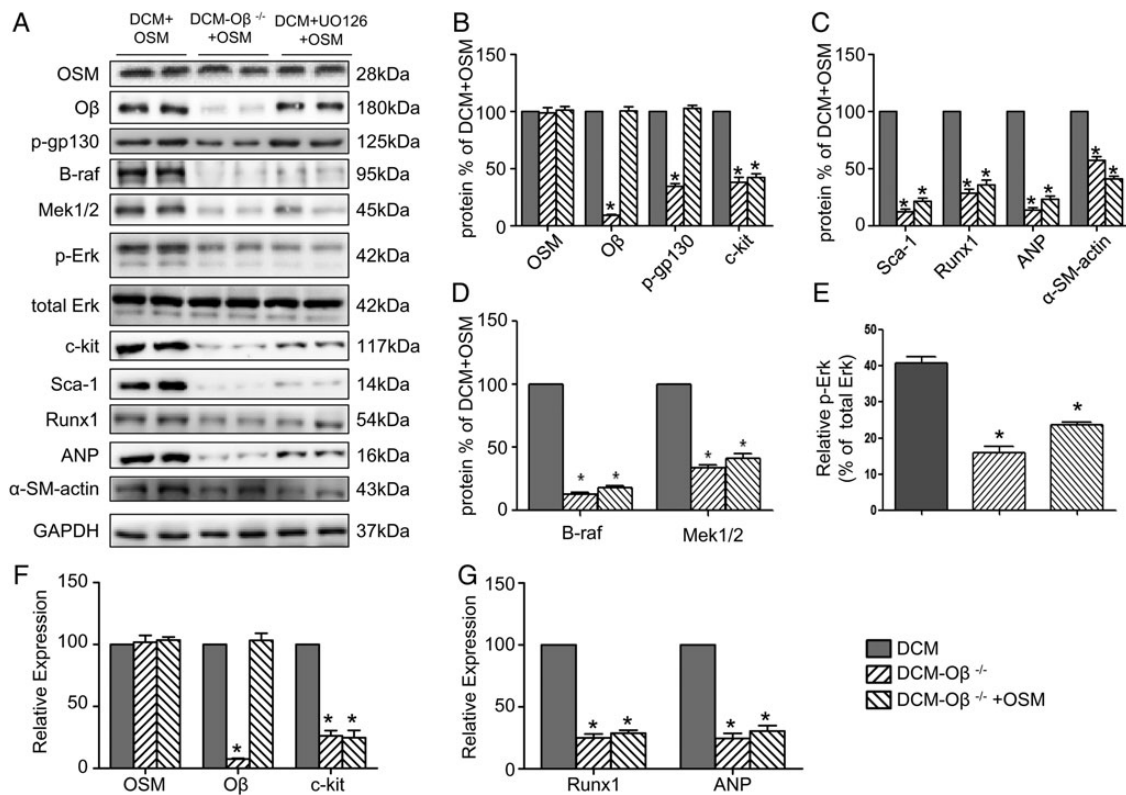 A
DCM+ OSM
DCM-Oβ -/- +OSM
DCM+UO126 +OSM
OSM 28kDa
Oβ 180kDa
p-gp130 125kDa
B-raf 95kDa
Mek1/2 45kDa
p-Erk 42kDa
total Erk 42kDa
c-kit 117kDa
Sca-1 14kDa
Runx1 54kDa
ANP 16kDa
α-SM-actin 43kDa
GAPDH 37kDa
B
protein % of DCM+OSM
150
100
50
0
* * * *
OSM Oβ p-gp130 c-kit
C
protein % of DCM+OSM
150
100
50
0
* * * * * * * *
Sca-1 Runx1 ANP α-SM-actin
D
protein % of DCM+OSM
150
100
50
0
* * * *
B-raf Mek1/2
E
Relative p-Erk
(% of total Erk)
50
40
30
20
10
0
* *
F
Relative Expression
150
100
50
0
* * *
OSM Oβ c-kit
G
Relative Expression
150
100
50
0
* * * *
Runx1 ANP
DCM
DCM-Oβ -/-
DCM-Oβ -/- +OSM